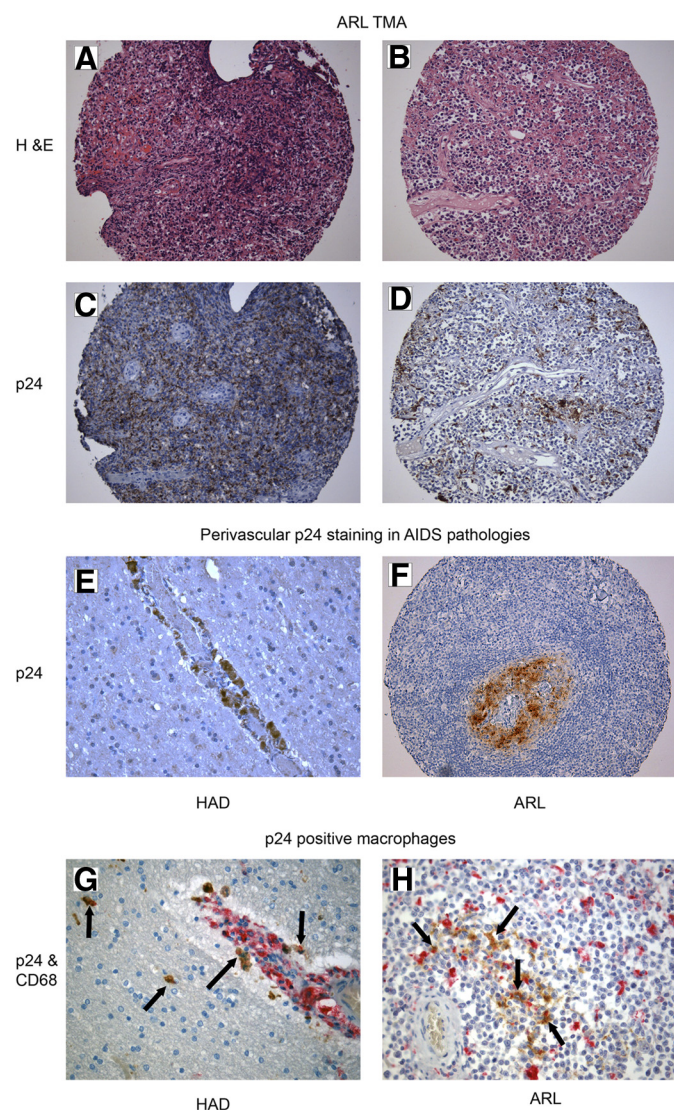 ARL TMA
A
B
H &E
C
D
p24
Perivascular p24 staining in AIDS pathologies
E
F
p24
HAD
ARL
p24 positive macrophages
G
H
p24 &
CD68
HAD
ARL